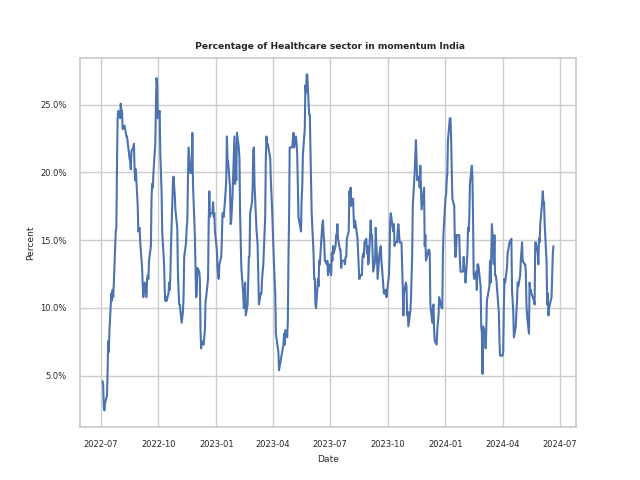 Percentage of Healthcare sector in momentum India
Percent
25.0%
20.0%
15.0%
10.0%
5.0%
2022-07 2022-10 2023-01 2023-04 2023-07 2023-10 2024-01 2024-04 2024-07
Date